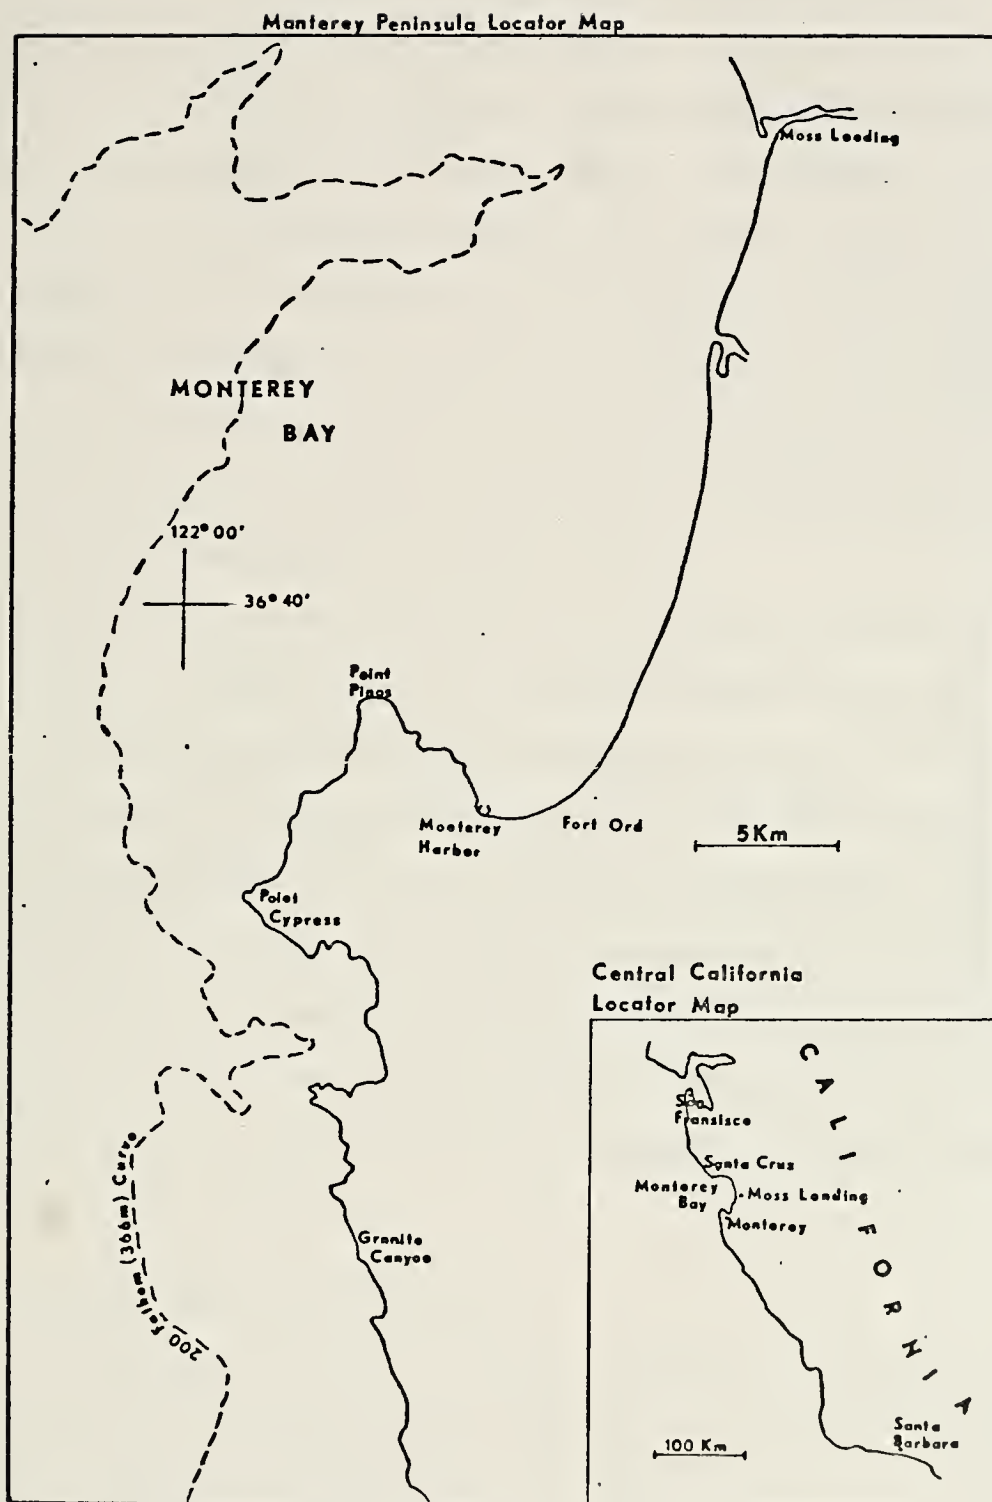 Monterey Peninsula Locator Map
Moss Landing
MONTEREY
BAY
122° 00'
36° 40'
Point
Pinos
Monterey
Harbor
Fort Ord
5 Km
Point
Cypress
Central California
Locator Map
CALIFORNIA
San
Fransisco
Santa Cruz
Monterey
Bay
Moss Landing
Monterey
Granite
Canyon
200 Fathom (366m) Curve
Santa
Barbara
100 Km